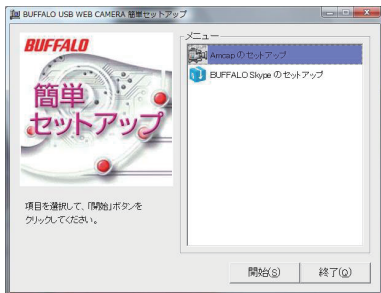 BUFFALO USB WEB CAMERA 簡単セットアップ
BUFFALO
簡単
セットアップ
項目を選択して、「開始」ボタンを
クリックしてください。
メニュー
Amcap のセットアップ
BUFFALO Skype のセットアップ
開始(S)
終了(Q)